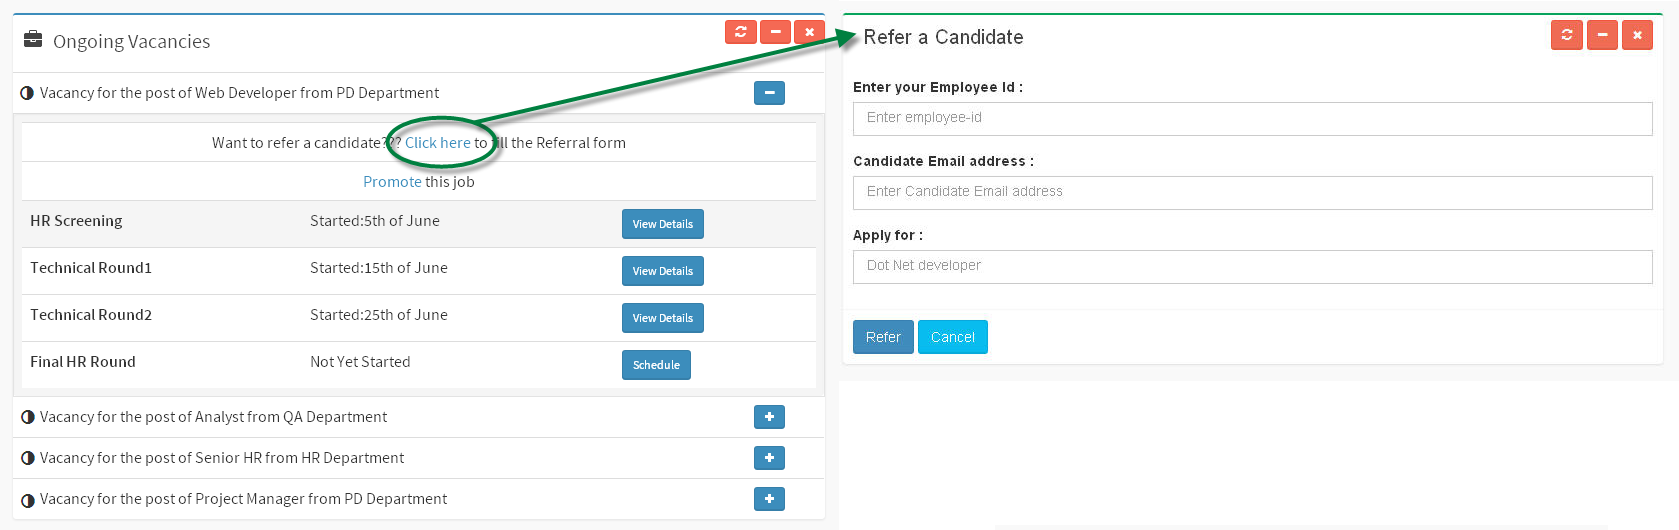 Ongoing Vacancies
Vacancy for the post of Web Developer from PD Department
Want to refer a candidate??? Click here to fill the Referral form
Promote this job
HR Screening Started:5th of June View Details
Technical Round1 Started:15th of June View Details
Technical Round2 Started:25th of June View Details
Final HR Round Not Yet Started Schedule
Vacancy for the post of Analyst from QA Department
Vacancy for the post of Senior HR from HR Department
Vacancy for the post of Project Manager from PD Department
Refer a Candidate
Enter your Employee Id :
Enter employee-id
Candidate Email address :
Enter Candidate Email address
Apply for :
Dot Net developer
Refer Cancel